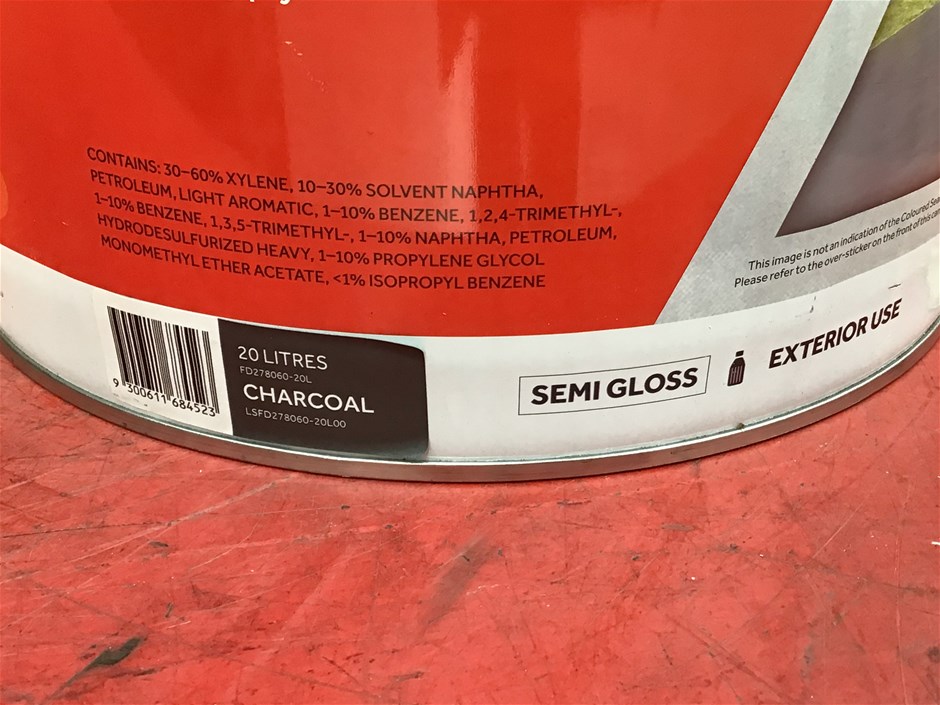 CONTAINS: 30–60% XYLENE, 10–30% SOLVENT NAPHTHA,
PETROLEUM, LIGHT AROMATIC, 1–10% BENZENE, 1,2,4-TRIMETHYL-,
1–10% BENZENE, 1,3,5-TRIMETHYL-, 1–10% NAPHTHA, PETROLEUM,
HYDRODESULFURIZED HEAVY, 1–10% PROPYLENE GLYCOL
MONOMETHYL ETHER ACETATE, <1% ISOPROPYL BENZENE
This image is not an indication of the Coloured
Please refer to the over-sticker on the front of this
9 300611 684523
20 LITRES
FD278060-20L
CHARCOAL
LSFD278060-20L00
SEMI GLOSS
EXTERIOR USE